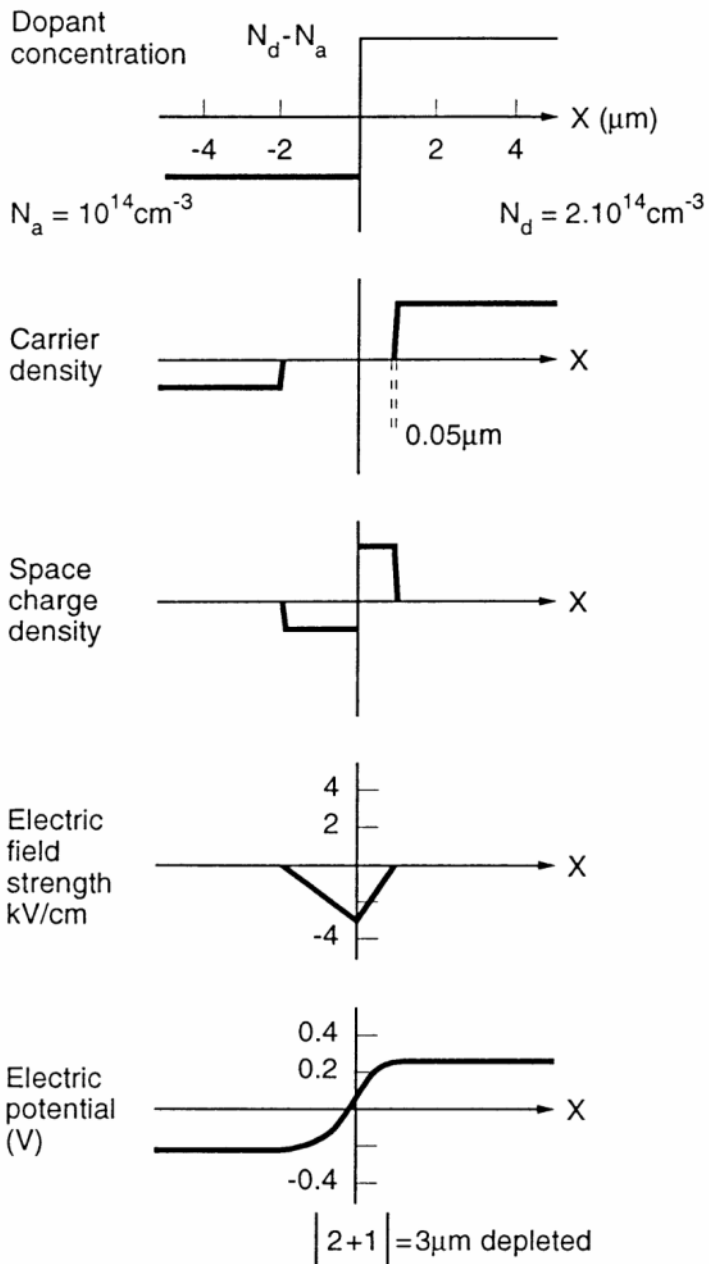 Dopant
concentration
N_d-N_a
X (μm)
-4 -2 2 4
N_a = 10^14 cm^-3
N_d = 2.10^14 cm^-3
Carrier
density
X
0.05μm
Space
charge
density
X
4
2
Electric
field
strength
kV/cm
X
-4
0.4
0.2
Electric
potential
(V)
X
-0.4
|2+1| =3μm depleted